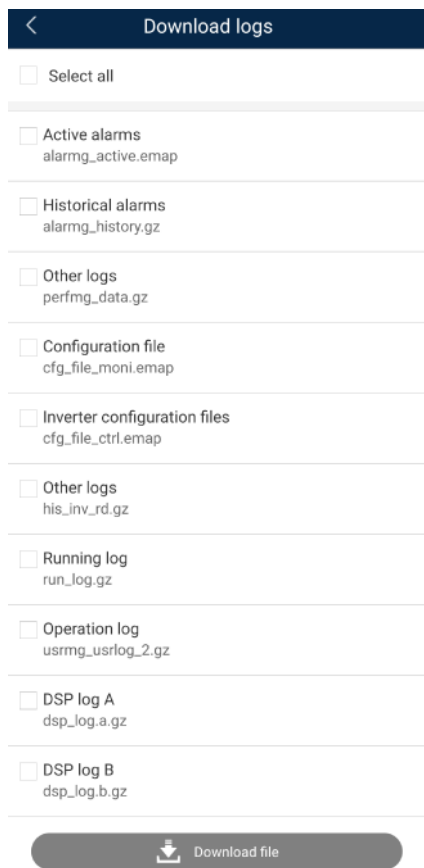 Download logs
Select all
Active alarms
alarmg_active.emap
Historical alarms
alarmg_history.gz
Other logs
perfmg_data.gz
Configuration file
cfg_file_moni.emap
Inverter configuration files
cfg_file_ctrl.emap
Other logs
his_inv_rd.gz
Running log
run_log.gz
Operation log
usrmg_usrlog_2.gz
DSP log A
dsp_log.a.gz
DSP log B
dsp_log.b.gz
Download file